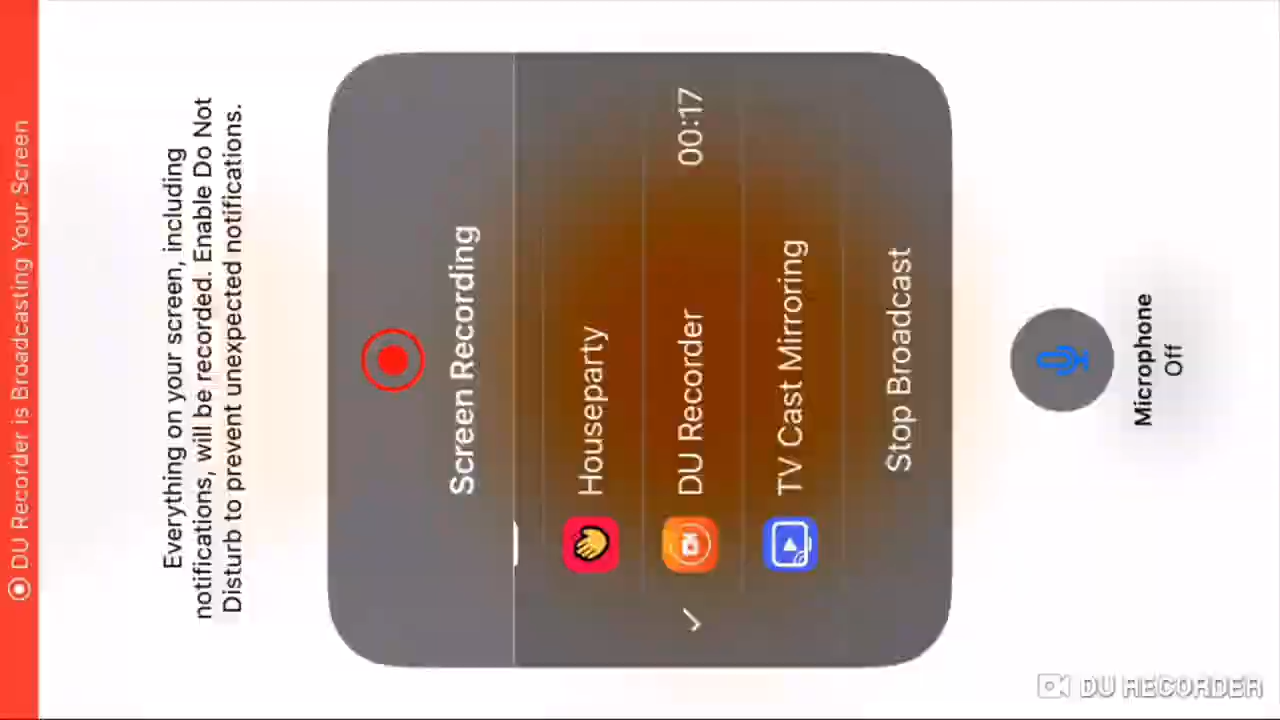 DU Recorder is Broadcasting Your Screen
Everything on your screen, including
notifications, will be recorded. Enable Do Not
Disturb to prevent unexpected notifications.
Screen Recording
Houseparty
DU Recorder 00:17
TV Cast Mirroring
Stop Broadcast
Microphone
Off
DU RECORDER